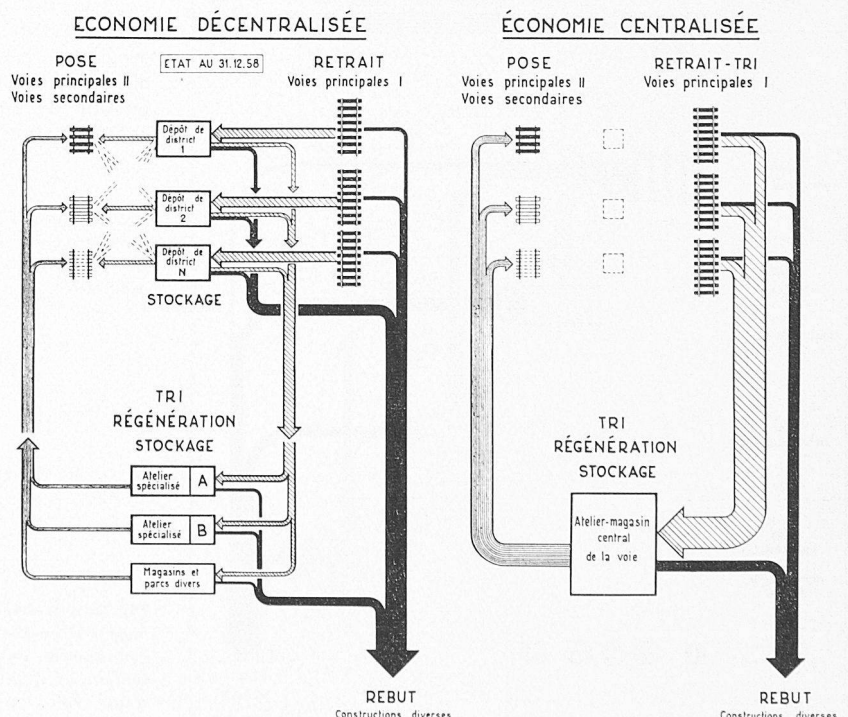 ECONOMIE DÉCENTRALISÉE
POSE
Voies principales II
Voies secondaires
ETAT AU 31.12.58
RETRAIT
Voies principales I
Dépôt de
district
1
Dépôt de
district
2
Dépôt de
district
N
STOCKAGE
TRI
RÉGÉNÉRATION
STOCKAGE
Atelier
spécialisé
A
Atelier
spécialisé
B
Magasins et
parcs divers
REBUT
Constructions diverses
ÉCONOMIE CENTRALISÉE
POSE
Voies principales II
Voies secondaires
RETRAIT-TRI
Voies principales I
TRI
RÉGÉNÉRATION
STOCKAGE
Atelier-magasin
central
de la voie
REBUT
Constructions diverses